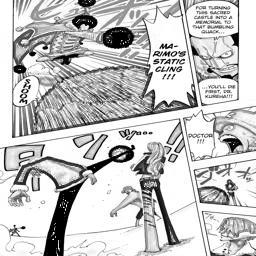 FOR TURNING
THIS SACRED
CASTLE INTO A
MEMORIAL TO
THAT BUMBLING
QUACK...
...YOU'LL DIE
FIRST, DR.
KUREHA!!!
MA-
RIMO'S
STATIC
CLING
!!!
DOCTOR
!!!